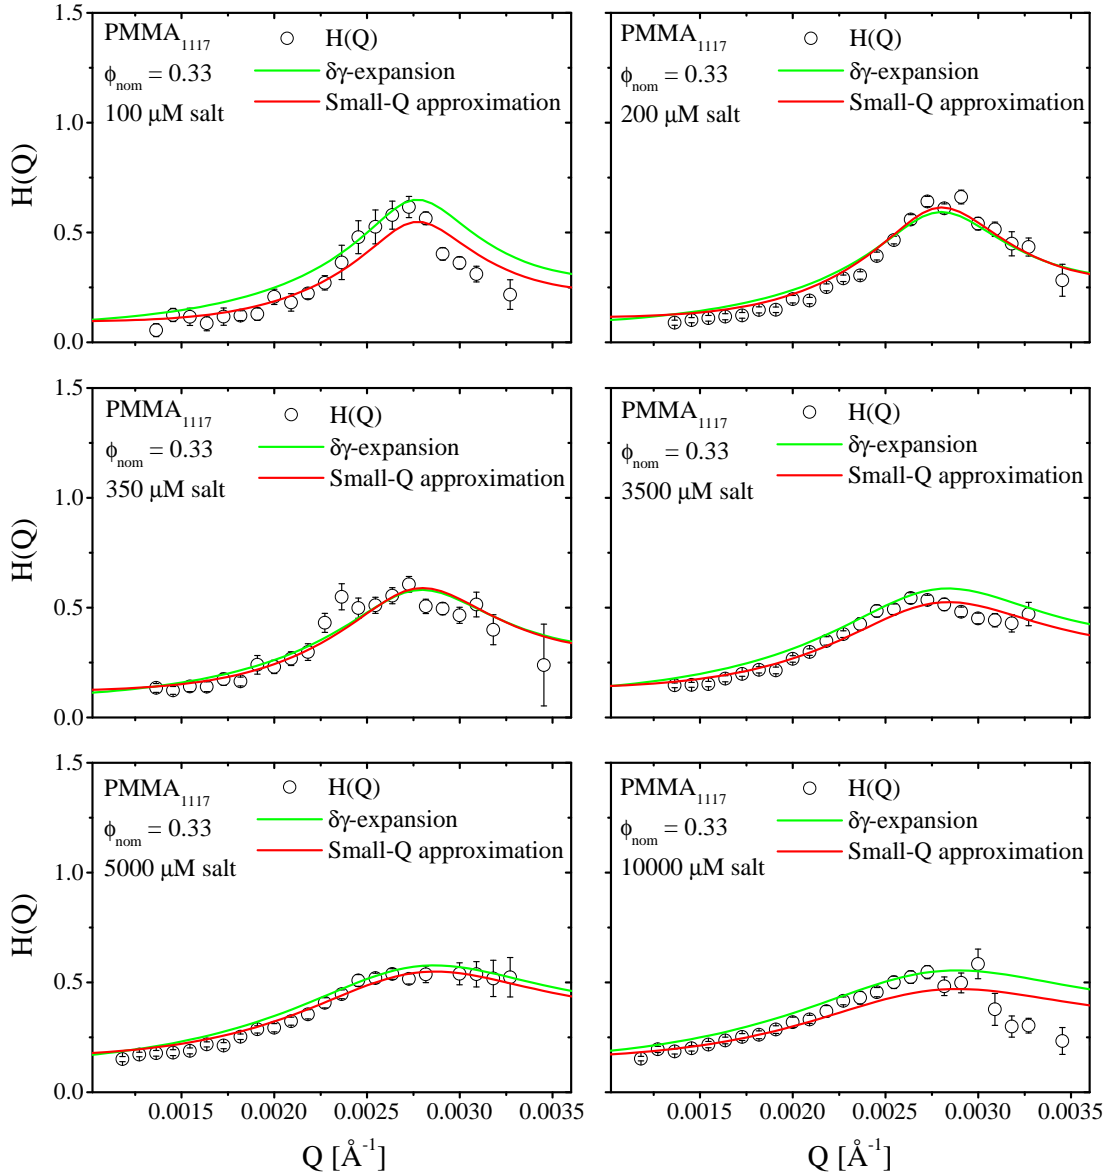 1.5
1.0
0.5
0.0
H(Q)
PMMA1117
ϕnom = 0.33
100 μM salt
H(Q)
δγ-expansion
Small-Q approximation
PMMA1117
ϕnom = 0.33
200 μM salt
H(Q)
δγ-expansion
Small-Q approximation
1.5
1.0
0.5
0.0
H(Q)
PMMA1117
ϕnom = 0.33
350 μM salt
H(Q)
δγ-expansion
Small-Q approximation
PMMA1117
ϕnom = 0.33
3500 μM salt
H(Q)
δγ-expansion
Small-Q approximation
1.5
1.0
0.5
0.0
H(Q)
PMMA1117
ϕnom = 0.33
5000 μM salt
H(Q)
δγ-expansion
Small-Q approximation
PMMA1117
ϕnom = 0.33
10000 μM salt
H(Q)
δγ-expansion
Small-Q approximation
0.0015 0.0020 0.0025 0.0030 0.0035
0.0015 0.0020 0.0025 0.0030 0.0035
Q [Å-1]
Q [Å-1]